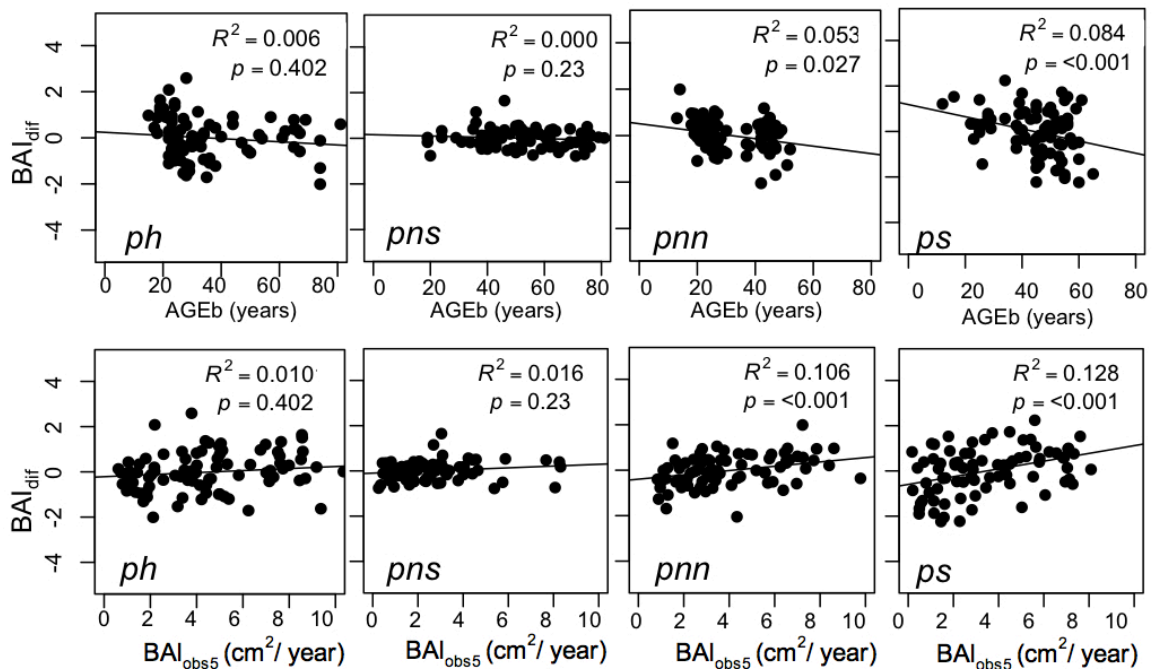 4
2
0
-2
-4
BAIdif
R² = 0.006
p = 0.402
ph
0 20 40 60 80
AGEb (years)
R² = 0.000
p = 0.23
pns
0 20 40 60 80
AGEb (years)
R² = 0.053
p = 0.027
pnn
0 20 40 60 80
AGEb (years)
R² = 0.084
p = <0.001
ps
0 20 40 60 80
AGEb (years)
4
2
0
-2
-4
BAIdif
R² = 0.010
p = 0.402
ph
0 2 4 6 8 10
BAIobs5 (cm²/ year)
R² = 0.016
p = 0.23
pns
0 2 4 6 8 10
BAIobs5 (cm²/ year)
R² = 0.106
p = <0.001
pnn
0 2 4 6 8 10
BAIobs5 (cm²/ year)
R² = 0.128
p = <0.001
ps
0 2 4 6 8 10
BAIobs5 (cm²/ year)